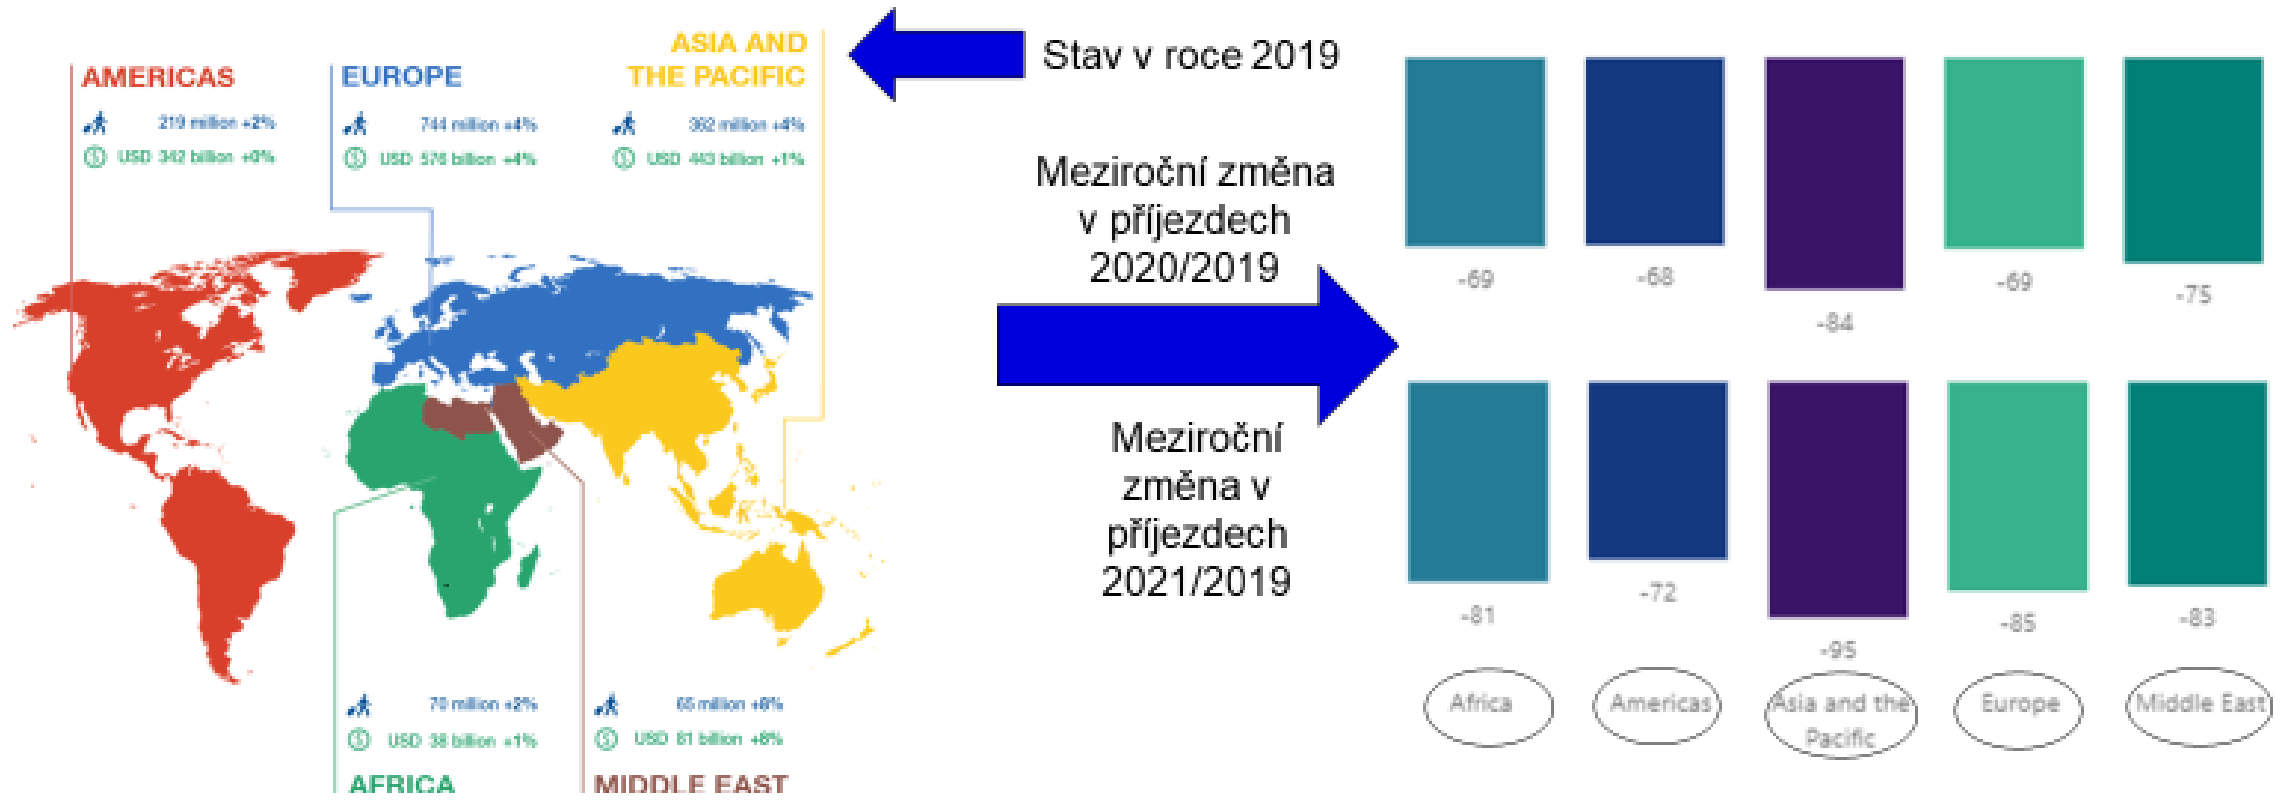 AMERICAS
219 million +2%
USD 342 billion +0%
EUROPE
744 million +4%
USD 576 billion +4%
ASIA AND
THE PACIFIC
362 million +4%
USD 443 billion +1%
Stav v roce 2019
Meziroční změna
v příjezdech
2020/2019
Meziroční
změna v
příjezdech
2021/2019
70 million +2%
USD 38 billion +1%
AFRICA
65 million +8%
USD 81 billion +8%
MIDDLE EAST
-69
-68
-84
-69
-75
-81
-72
-95
-85
-83
Africa
Americas
Asia and the
Pacific
Europe
Middle East